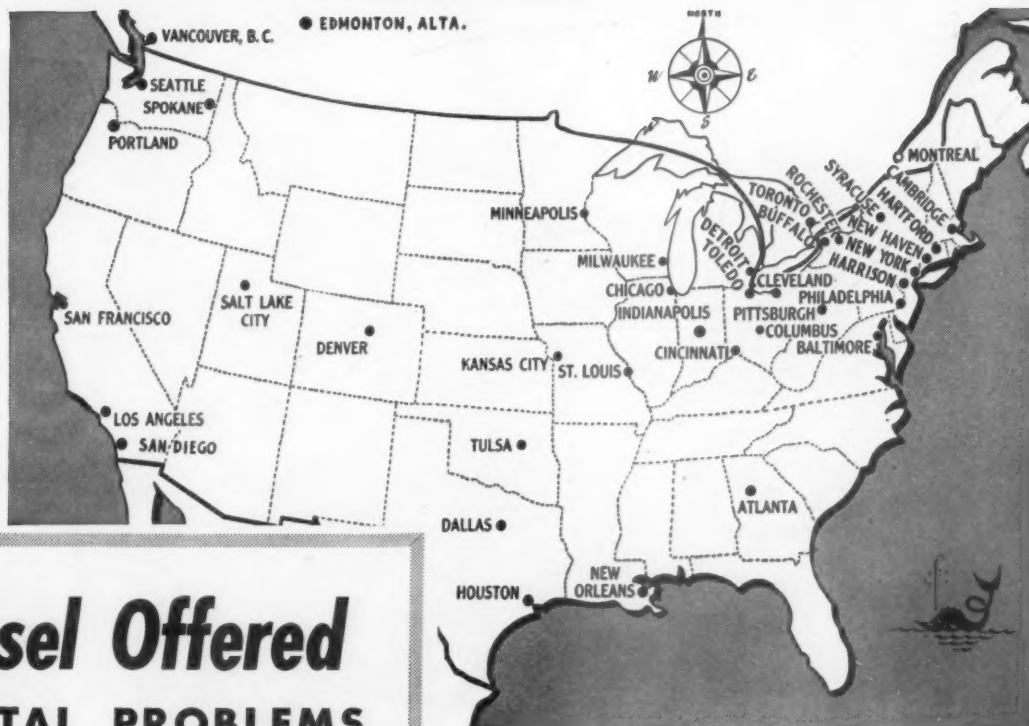 NORTH
W
E
S
VANCOUVER, B. C.
EDMONTON, ALTA.
SEATTLE
SPOKANE
PORTLAND
MONTREAL
CAMBRIDGE
SYRACUSE
HARTFORD
ROCHESTER
NEW HAVEN
TORONTO
BUFFALO
NEW YORK
MINNEAPOLIS
DETROIT
HARRISON
MILWAUKEE
TOLEDO
CLEVELAND
SALT LAKE
CITY
CHICAGO
PHILADELPHIA
SAN FRANCISCO
INDIANAPOLIS
PITTSBURGH
COLUMBUS
DENVER
BALTIMORE
CINCINNATI
KANSAS CITY
ST. LOUIS
LOS ANGELES
SAN DIEGO
TULSA
ATLANTA
DALLAS
NEW
ORLEANS
HOUSTON
sel Offered
TAL PROBLEMS